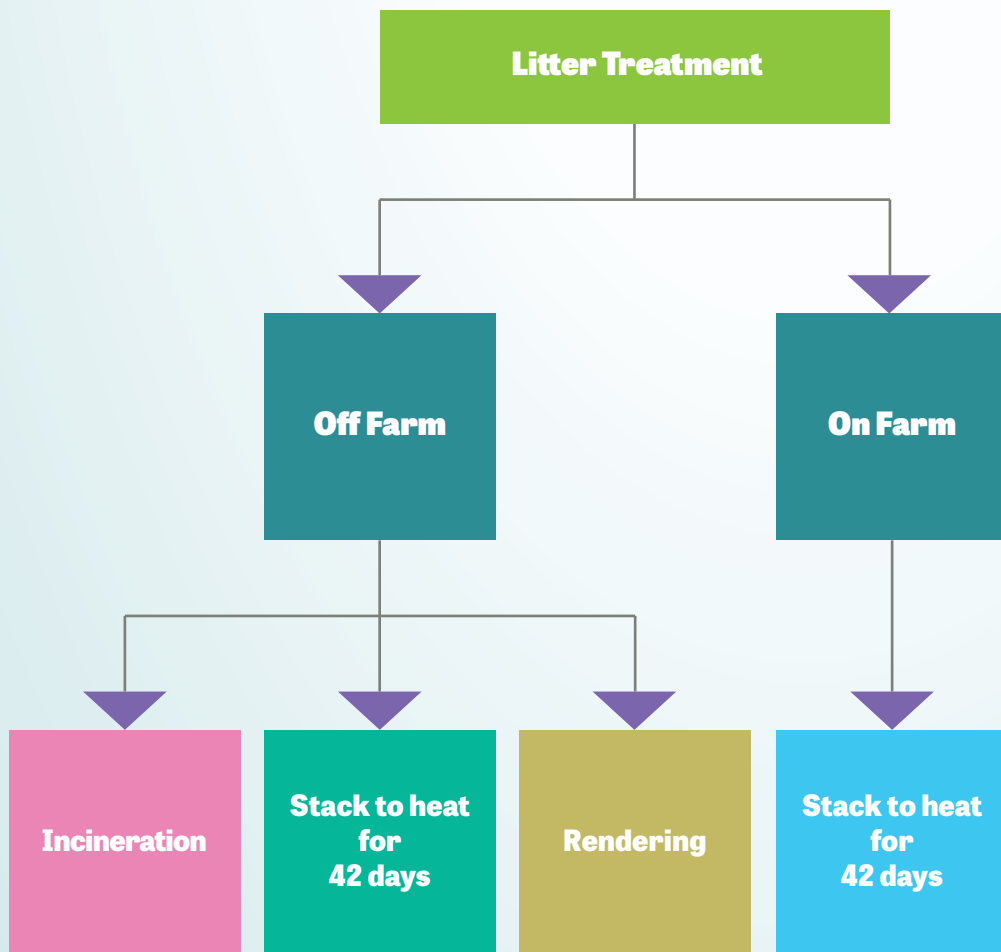 Litter Treatment
Off Farm
On Farm
Incineration
Stack to heat
for
42 days
Rendering
Stack to heat
for
42 days